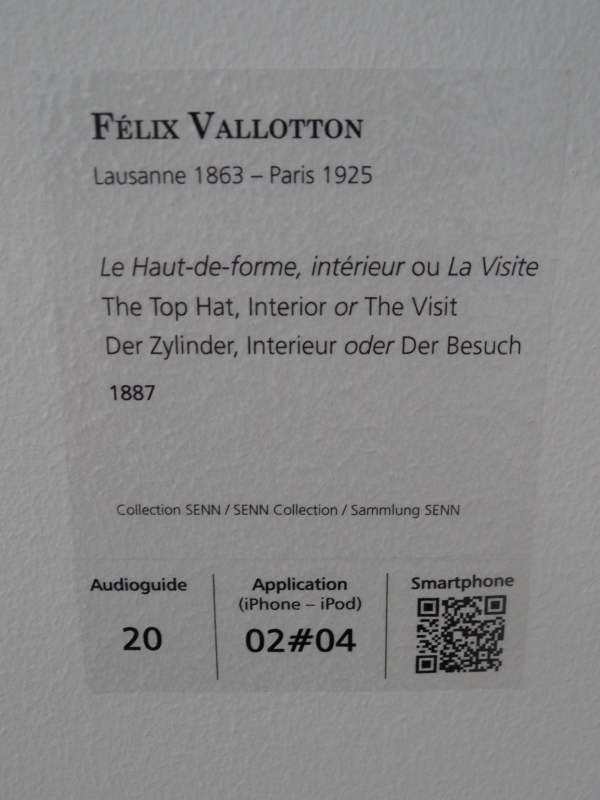 FÉLIX VALLOTTON
Lausanne 1863 – Paris 1925
Le Haut-de-forme, intérieur ou La Visite
The Top Hat, Interior or The Visit
Der Zylinder, Interieur oder Der Besuch
1887
Collection SENN / SENN Collection / Sammlung SENN
Audioguide
20
Application
(iPhone – iPod)
02#04
Smartphone